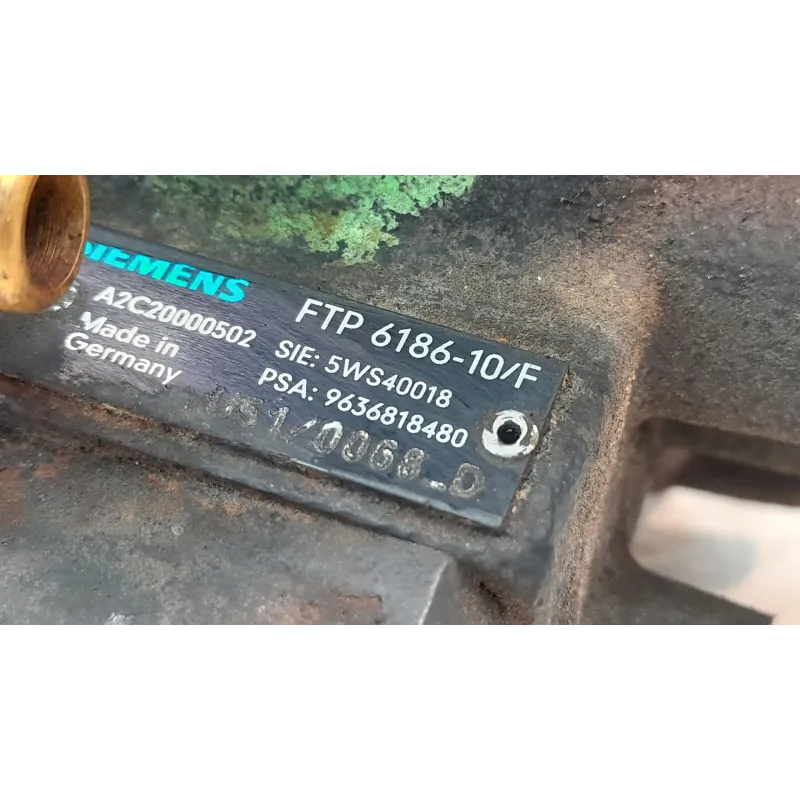 SIEMENS
FTP 6186-10/F
A2C20000502
SIE: 5WS40018
Made in
Germany
PSA: 9636818480